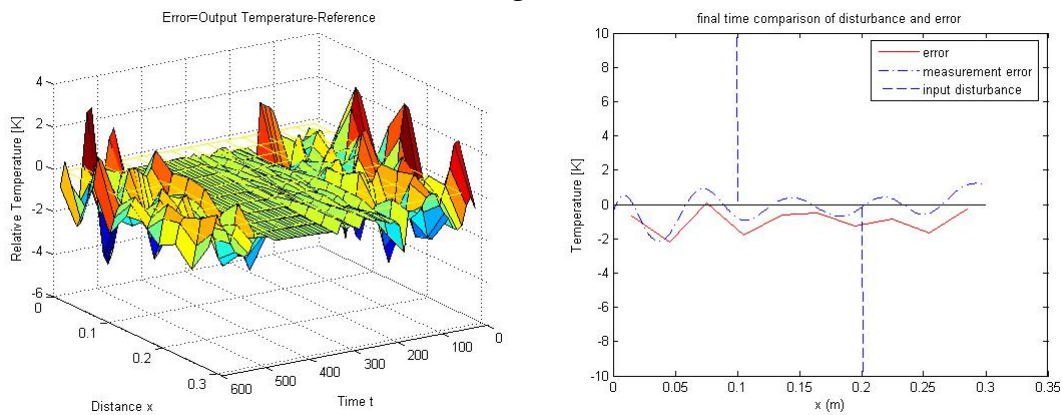 Error=Output Temperature-Reference
4
2
0
-2
-4
-6
Relative Temperature [K]
0
0.1
0.2
0.3
Distance x
600
500
400
300
200
100
0
Time t
final time comparison of disturbance and error
10
8
6
4
2
0
-2
-4
-6
-8
-10
Temperature [K]
error
measurement error
input disturbance
0 0.05 0.1 0.15 0.2 0.25 0.3 0.35
x (m)